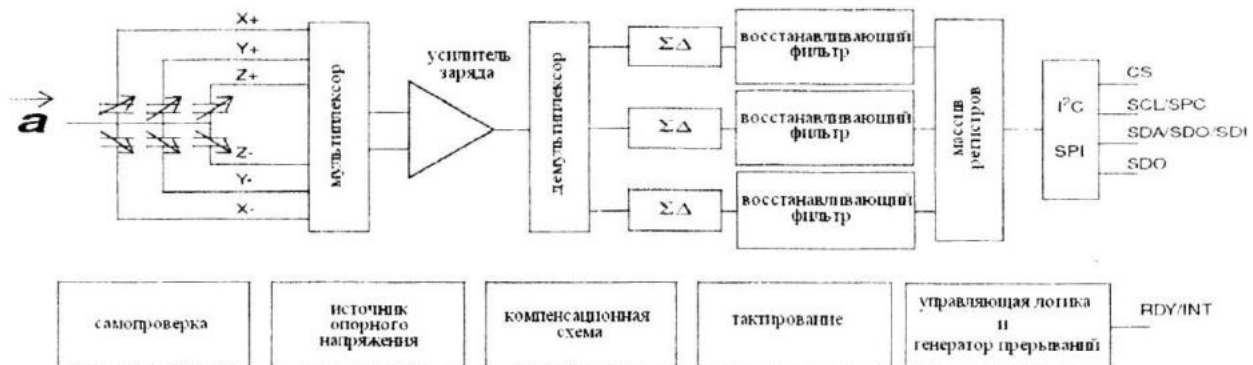 X+
Y+
Z+
a
Z-
Y-
X-
мультиплексор
усилитель
заряда
демультиплексор
ΣΔ
восстанавливающий
фильтр
ΣΔ
восстанавливающий
фильтр
ΣΔ
восстанавливающий
фильтр
массив
регистров
I²C
SPI
CS
SCL/SPC
SDA/SDO/SDI
SDO
самопроверка
источник
опорного
напряжения
компенсационная
схема
тактирование
управляющая логика
и
генератор прерываний
RDY/INT